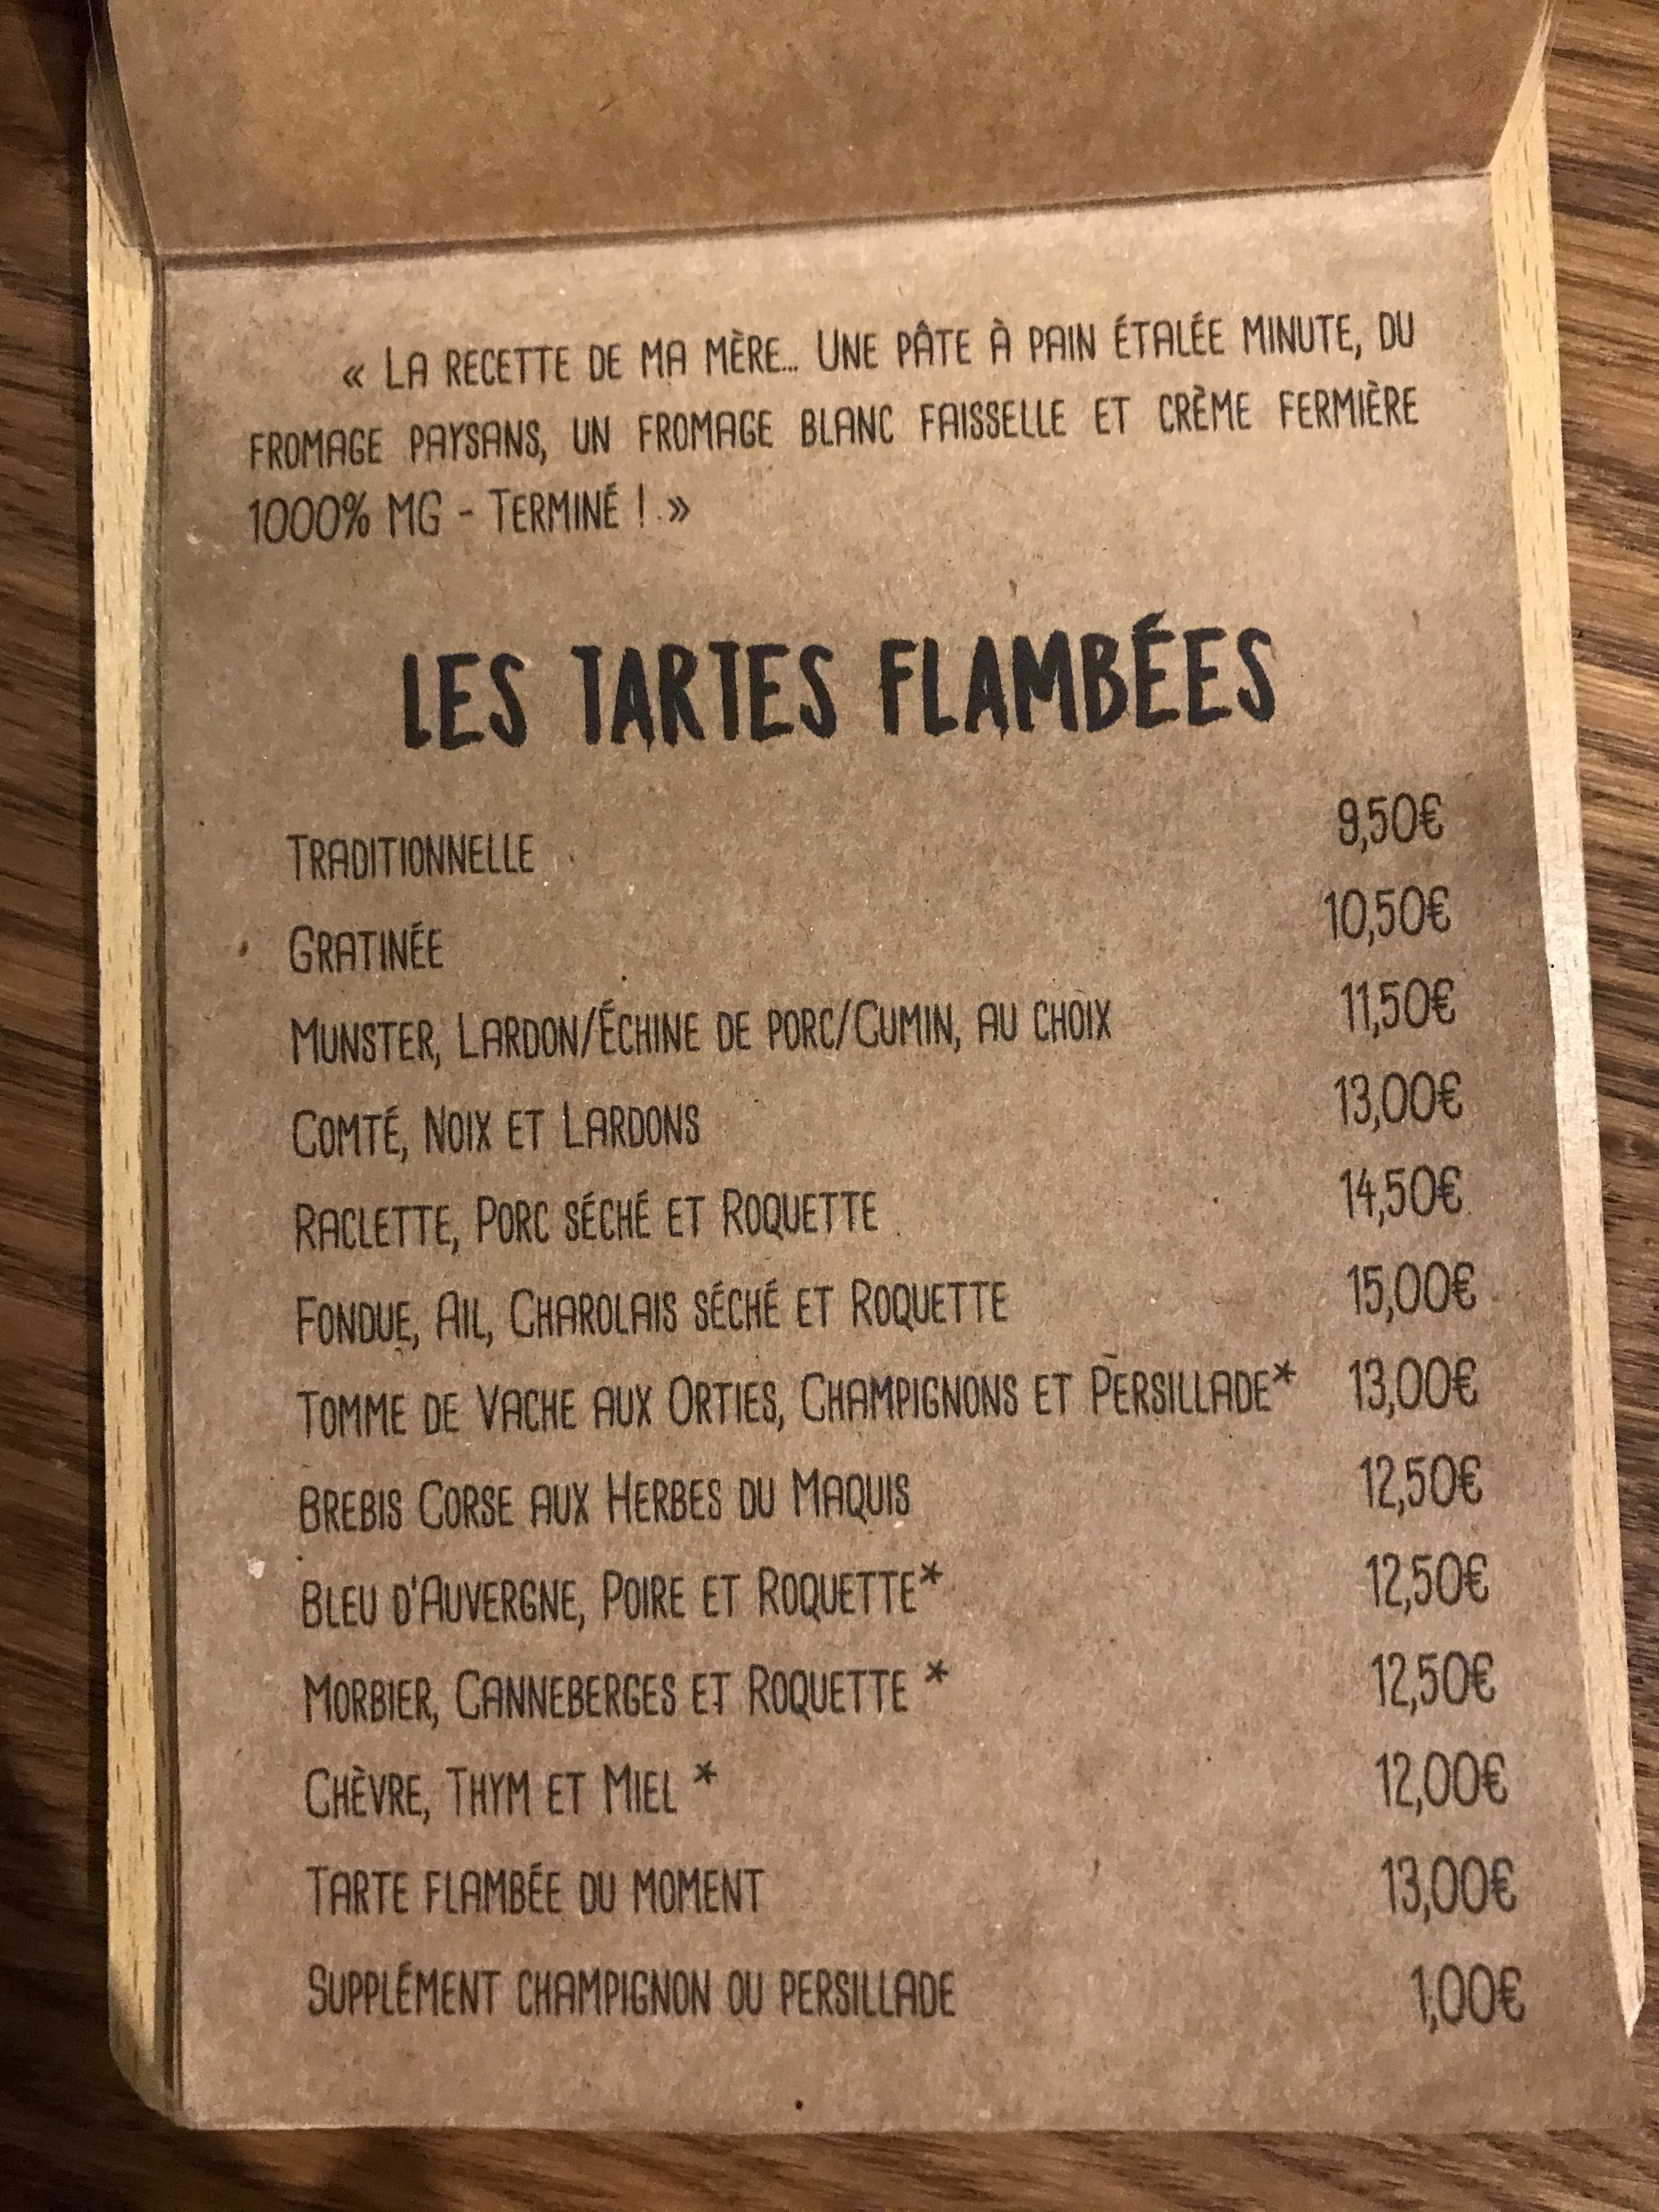 « La recette de ma mère... Une pâte à pain étalée minute, du
fromage paysans, un fromage blanc faisselle et crème fermière
1000% MG - Terminé ! »
LES TARTES FLAMBÉES
Traditionnelle 9,50€
Gratinée 10,50€
Munster, Lardon/Échine de porc/Cumin, au choix 11,50€
Comté, Noix et Lardons 13,00€
Raclette, Porc séché et Roquette 14,50€
Fondue, Ail, Charolais séché et Roquette 15,00€
Tomme de Vache aux Orties, Champignons et Persillade* 13,00€
Brebis Corse aux Herbes du Maquis 12,50€
Bleu d'Auvergne, Poire et Roquette* 12,50€
Morbier, Canneberges et Roquette * 12,50€
Chèvre, Thym et Miel * 12,00€
Tarte flambée du moment 13,00€
Supplément champignon ou persillade 1,00€